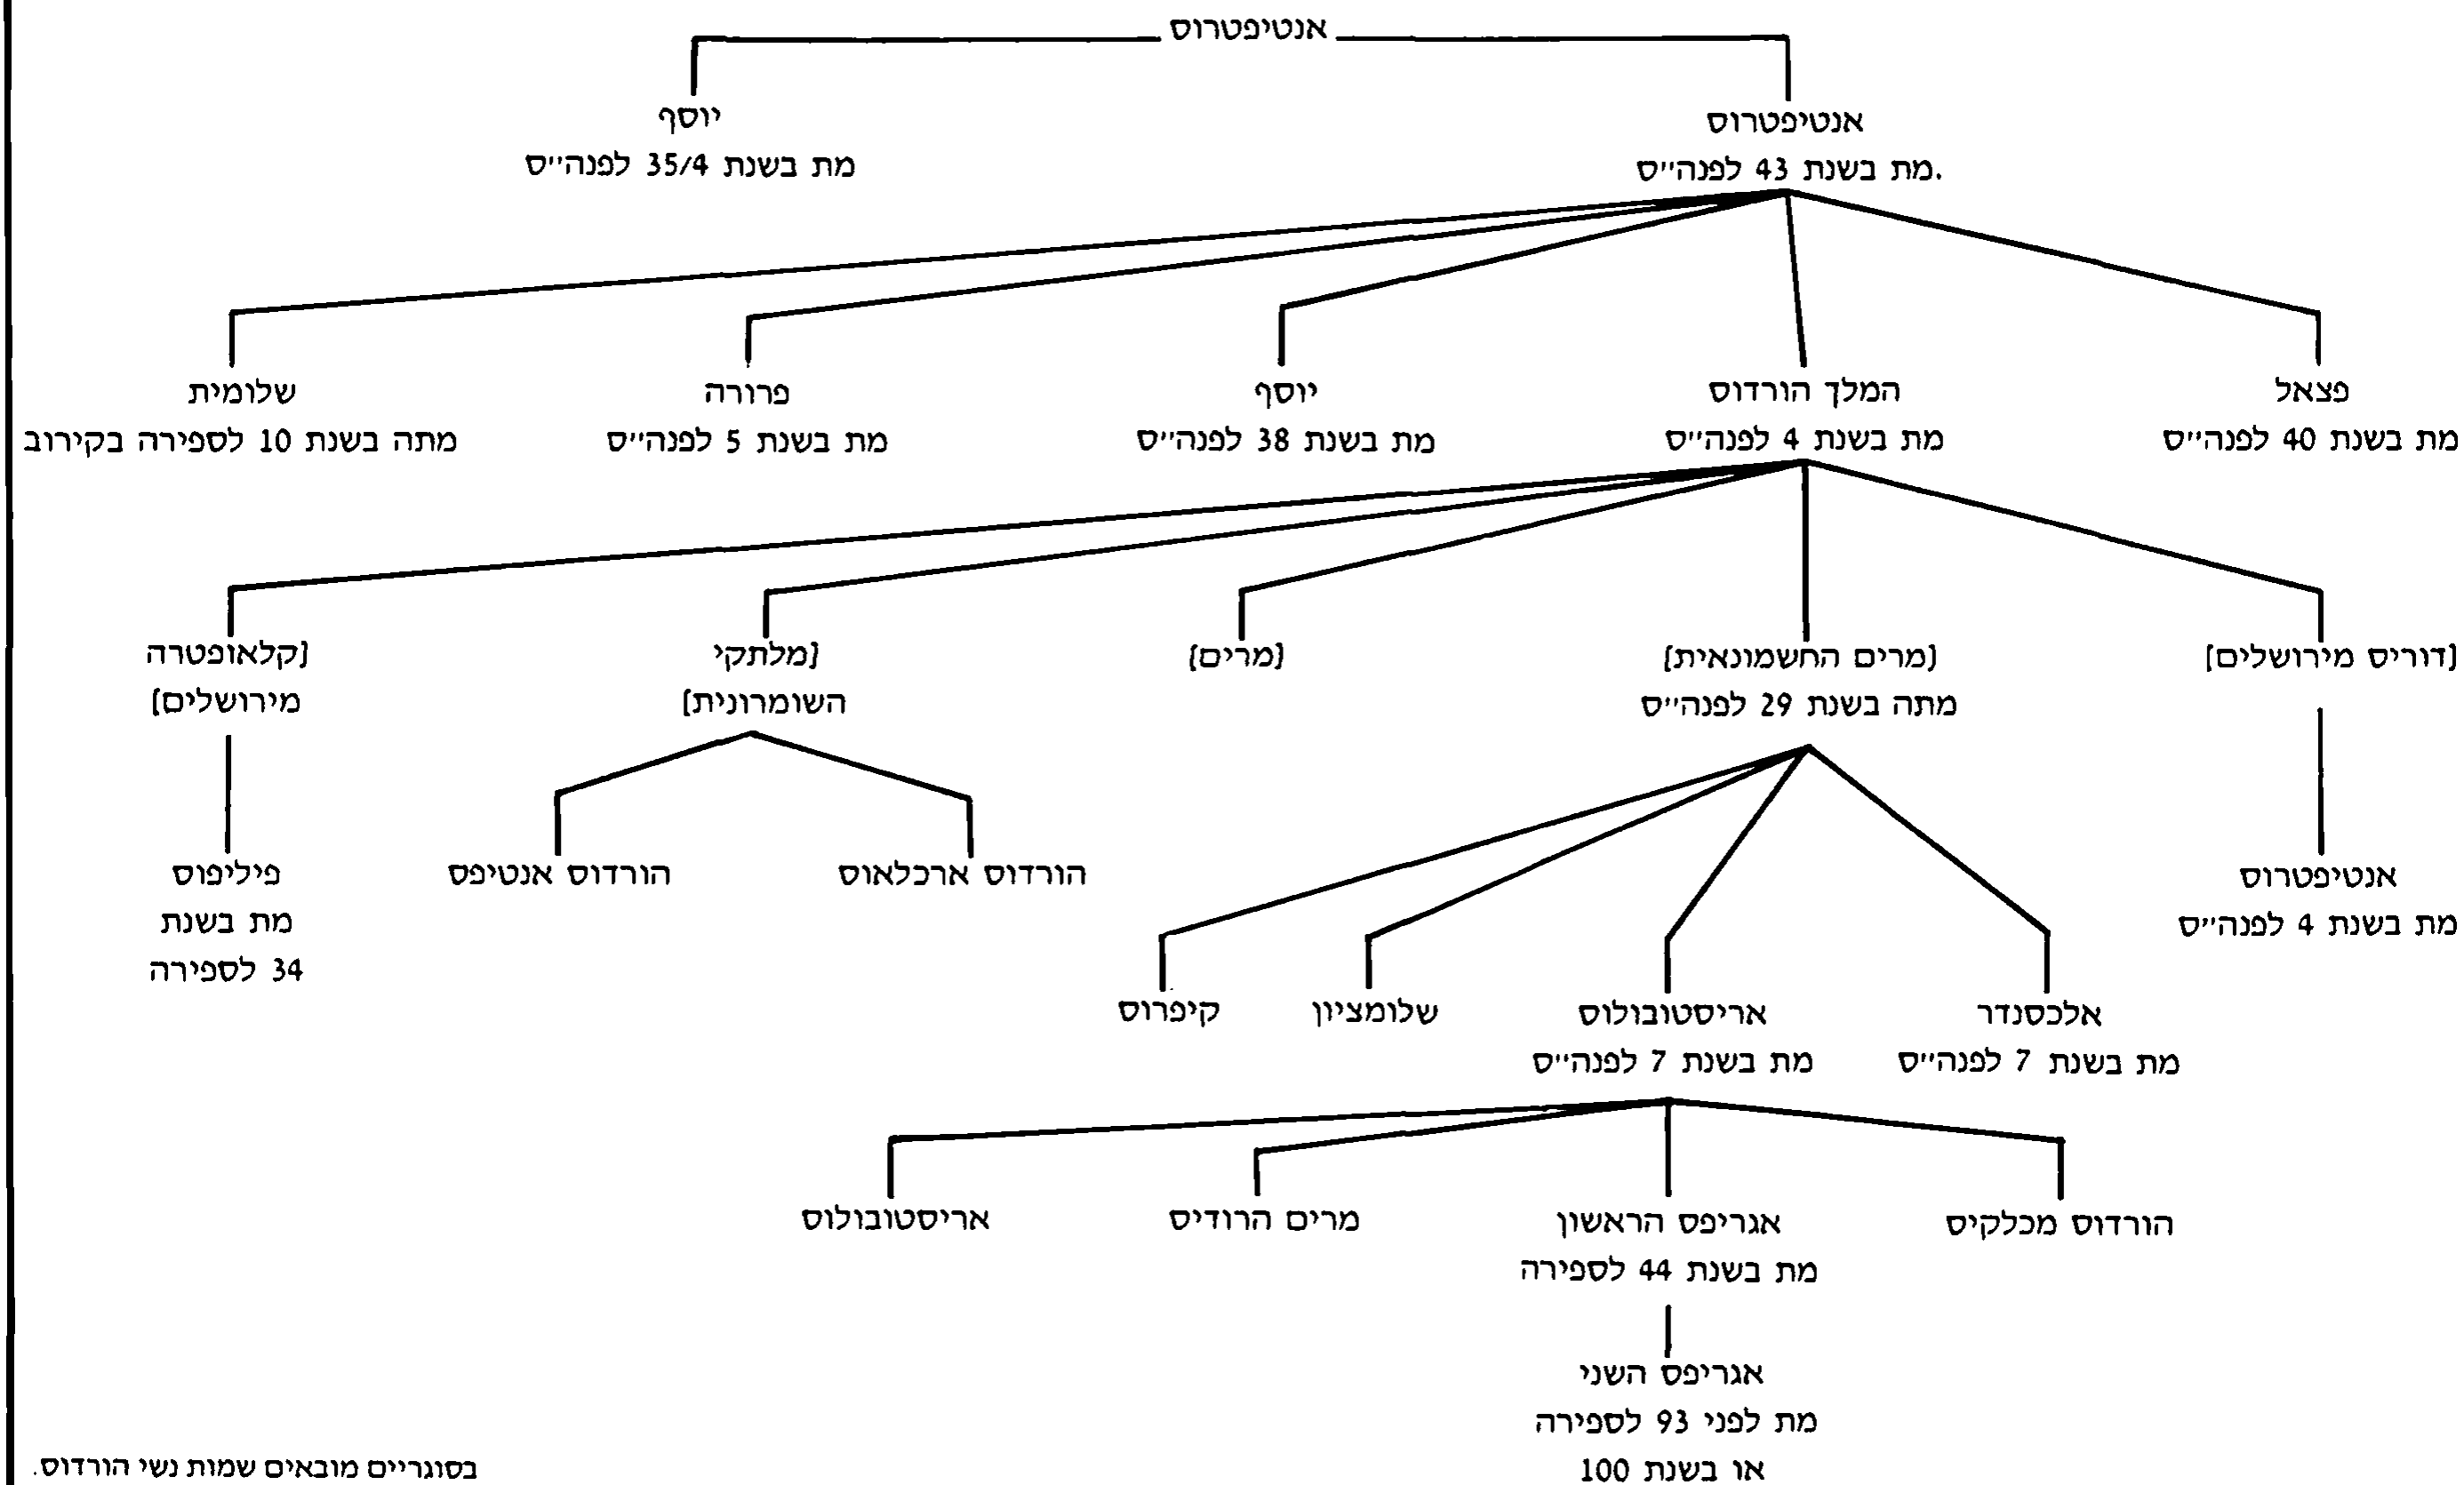 אנטיפטרוס
אנטיפטרוס
מת בשנת 43 לפנה״ס.
יוסף
מת בשנת 35/4 לפנה״ס
פצאל
מת בשנת 40 לפנה״ס
המלך הורדוס
מת בשנת 4 לפנה״ס
יוסף
מת בשנת 38 לפנה״ס
פרורה
מת בשנת 5 לפנה״ס
שלומית
מתה בשנת 10 לספירה בקירוב
[דוריס מירושלים]
[מרים החשמונאית]
מתה בשנת 29 לפנה״ס
[מרים]
[מלתקי
השומרונית]
[קלאופטרה
מירושלים]
אנטיפטרוס
מת בשנת 4 לפנה״ס
הורדוס ארכלאוס
הורדוס אנטיפס
פיליפוס
מת בשנת
34 לספירה
אלכסנדר
מת בשנת 7 לפנה״ס
אריסטובולוס
מת בשנת 7 לפנה״ס
שלומציון
קיפרוס
הורדוס מכלקיס
אגריפס הראשון
מת בשנת 44 לספירה
מרים הרודיס
אריסטובולוס
אגריפס השני
מת לפני 93 לספירה
או בשנת 100
בסוגריים מובאים שמות נשי הורדוס.